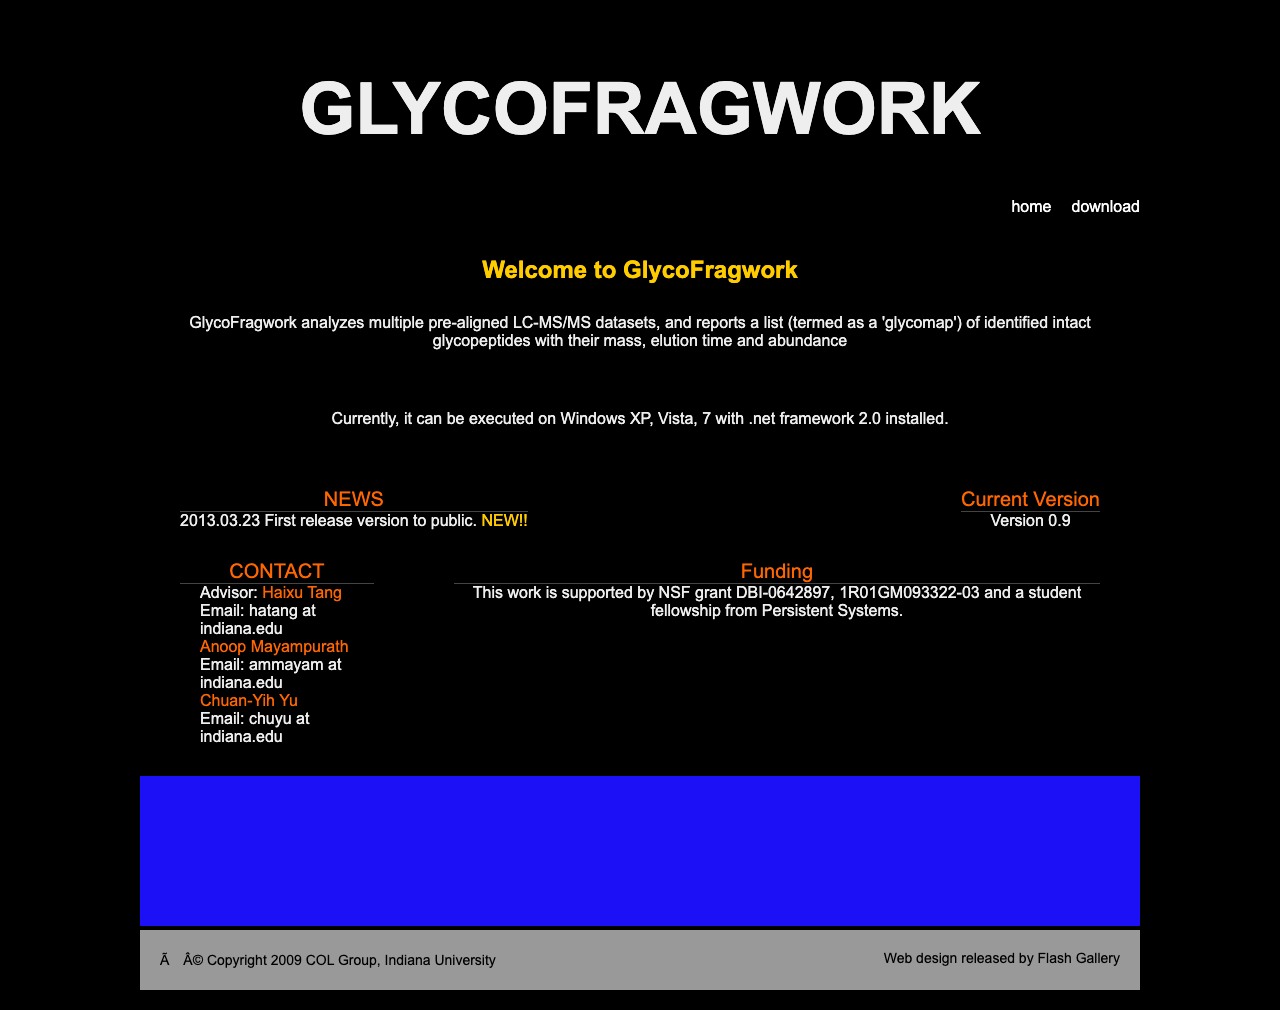 GLYCOFRAGWORK
home download
Welcome to GlycoFragwork
GlycoFragwork analyzes multiple pre-aligned LC-MS/MS datasets, and reports a list (termed as a 'glycomap') of identified intact
glycopeptides with their mass, elution time and abundance
Currently, it can be executed on Windows XP, Vista, 7 with .net framework 2.0 installed.
NEWS
2013.03.23 First release version to public. NEW!!
Current Version
Version 0.9
CONTACT
Advisor: Haixu Tang
Email: hatang at
indiana.edu
Anoop Mayampurath
Email: ammayam at
indiana.edu
Chuan-Yih Yu
Email: chuyu at
indiana.edu
Funding
This work is supported by NSF grant DBI-0642897, 1R01GM093322-03 and a student
fellowship from Persistent Systems.
Ã Â© Copyright 2009 COL Group, Indiana University
Web design released by Flash Gallery